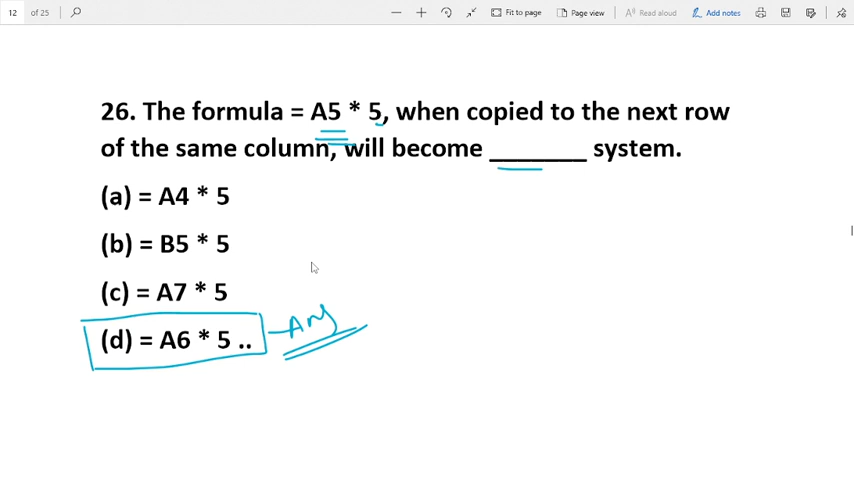 12 of 25 Fit to page Page view Read aloud Add notes
26. The formula = A5 * 5, when copied to the next row
of the same column, will become _______ system.
(a) = A4 * 5
(b) = B5 * 5
(c) = A7 * 5
(d) = A6 * 5 .. Ans